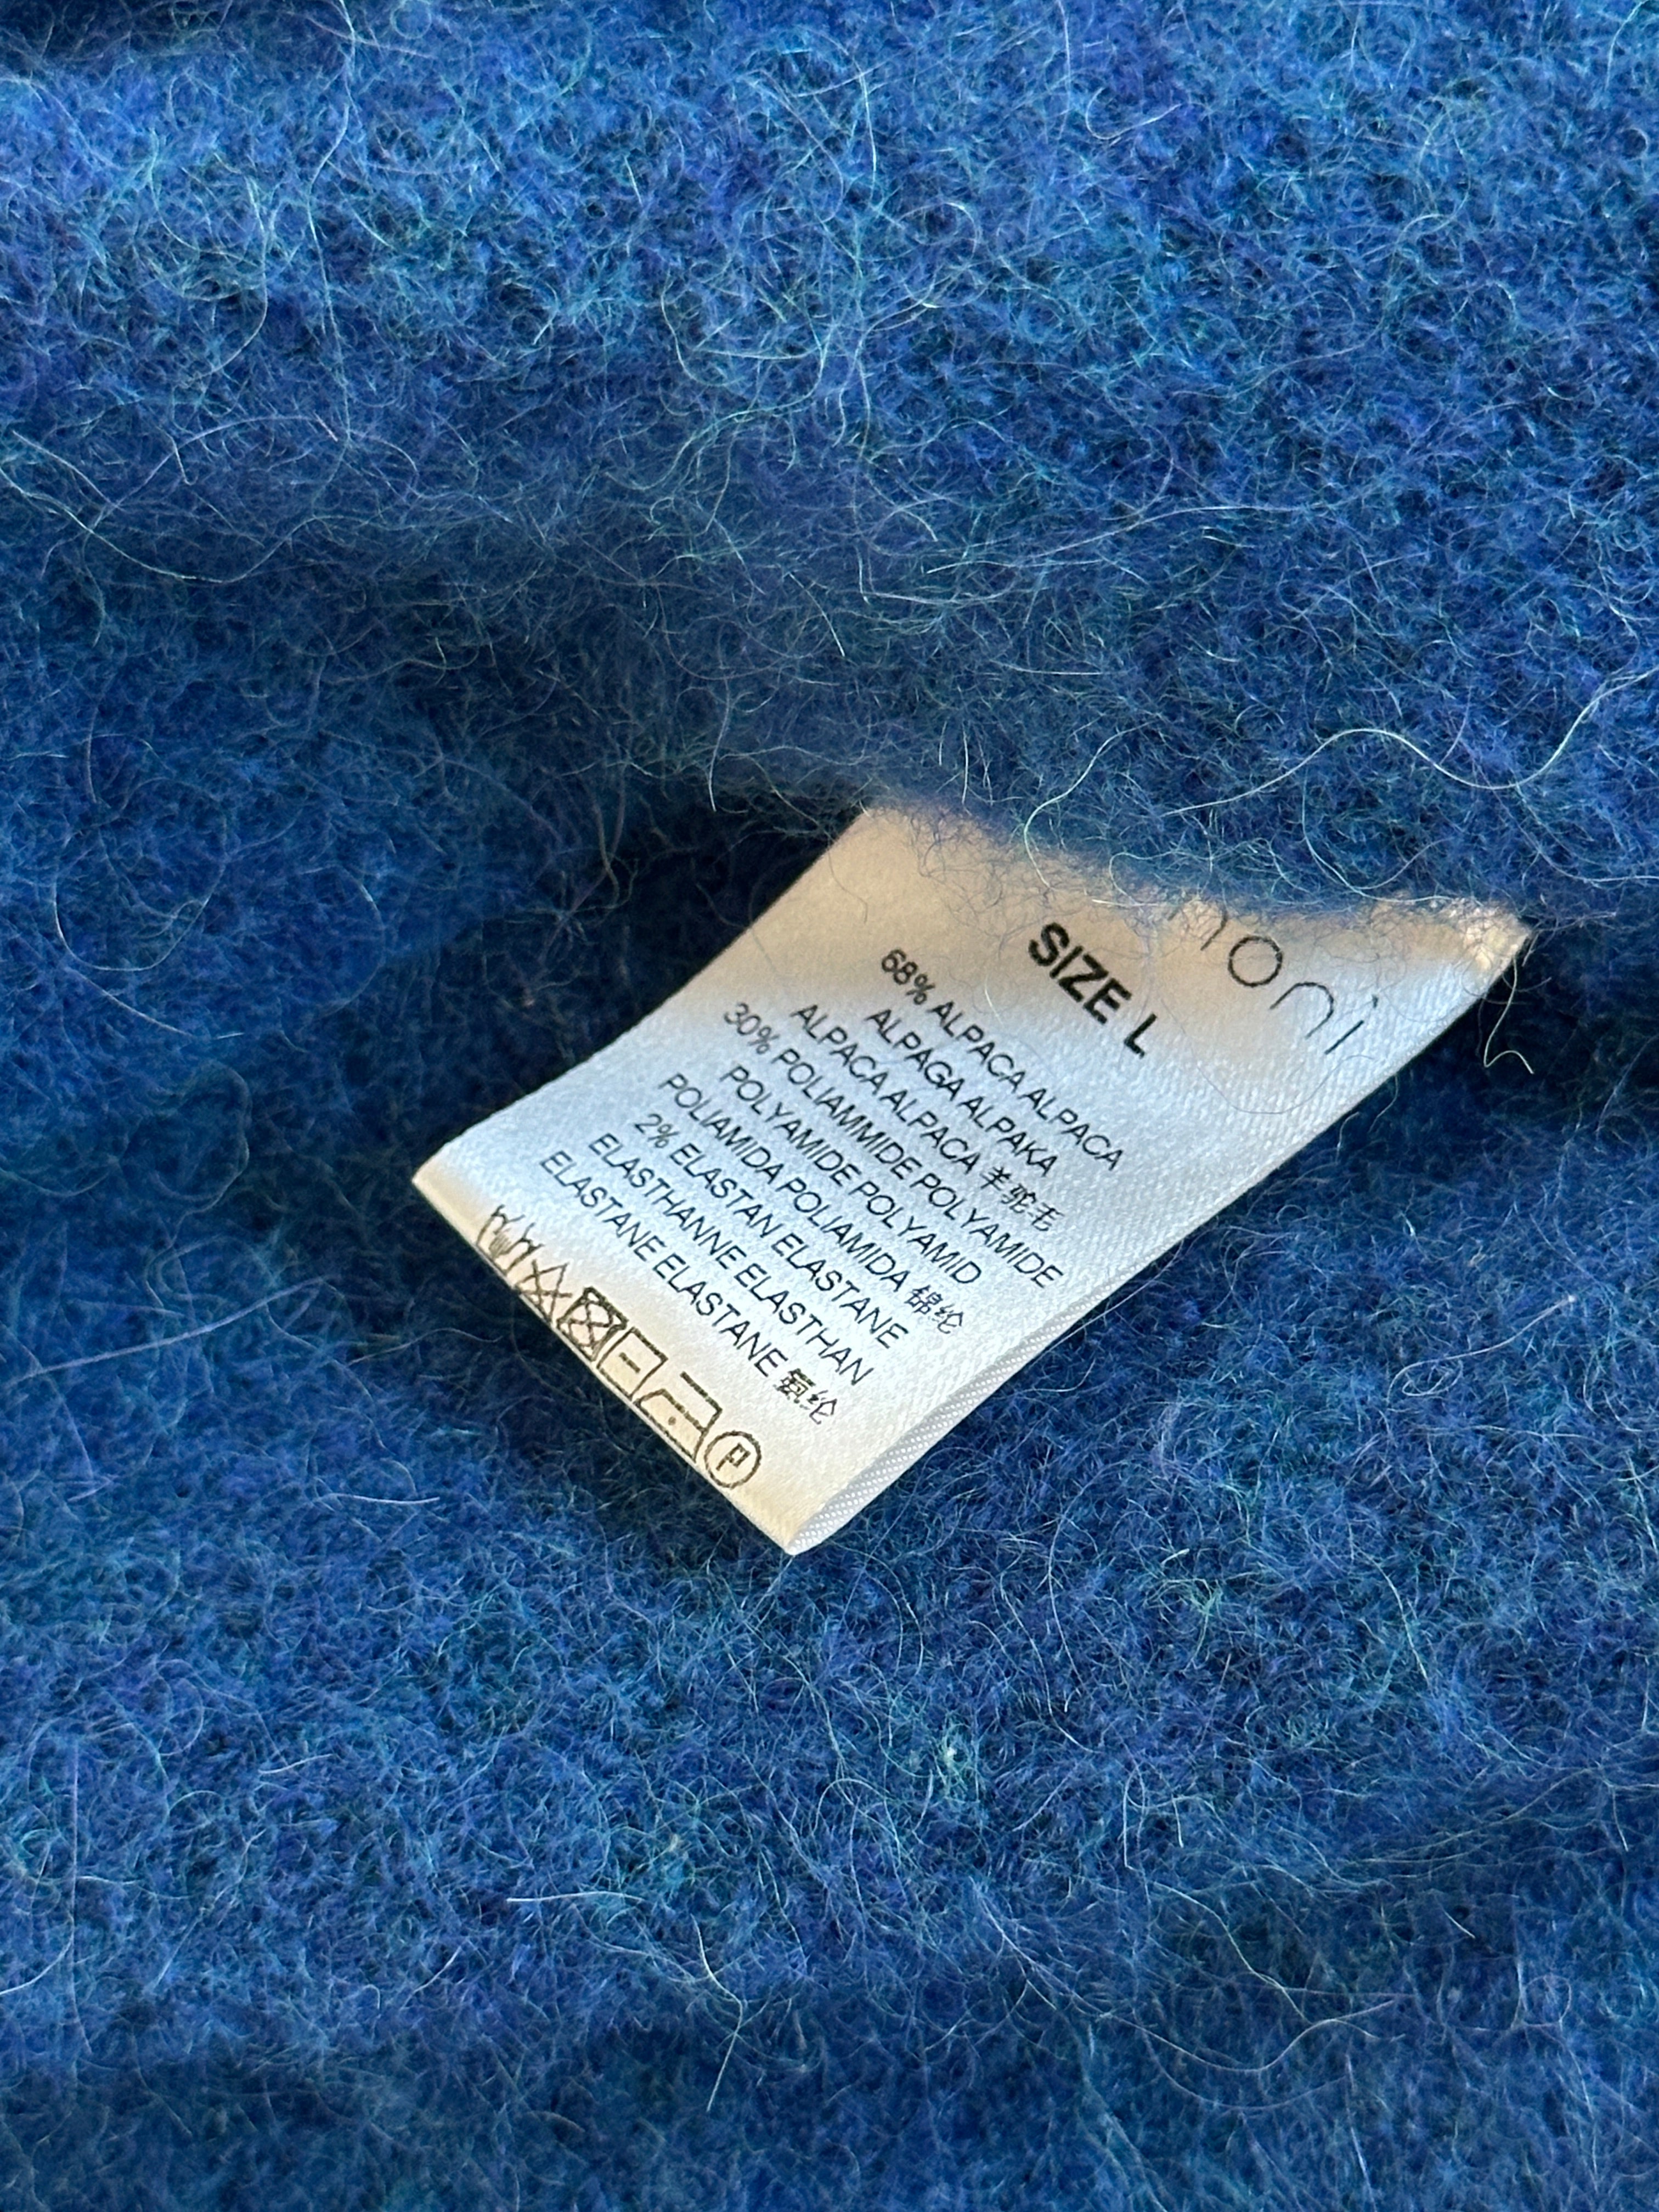 moni
SIZE L
68% ALPACA ALPACA
ALPAGA ALPAKA
ALPACA ALPACA 羊驼毛
30% POLIAMMIDE POLYAMIDE
POLYAMIDE POLYAMID
POLIAMIDA POLIAMIDA 锦纶
2% ELASTAN ELASTANE
ELASTHANNE ELASTHAN
ELASTANE ELASTANE 氨纶
P